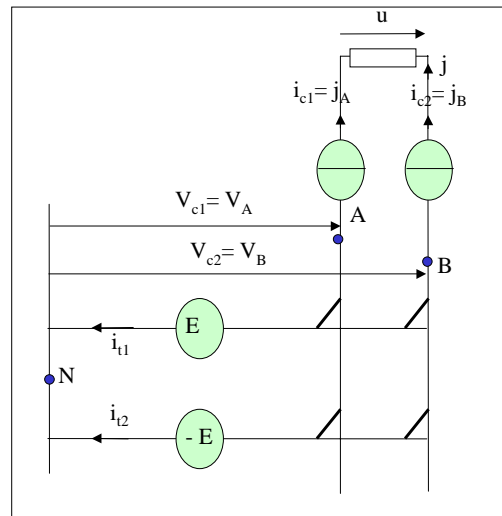 u
j
i_c1= j_A
i_c2= j_B
V_c1= V_A
A
V_c2= V_B
B
E
i_t1
N
i_t2
- E